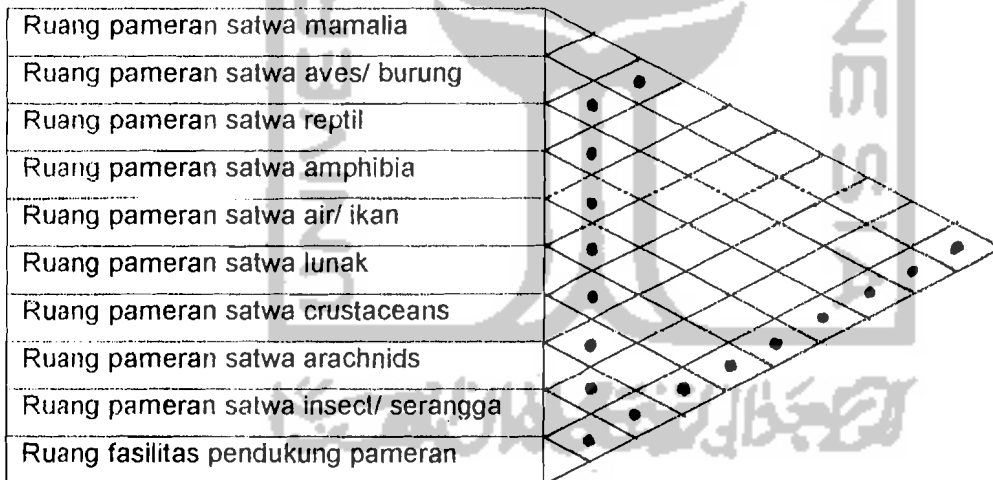 Ruang pameran satwa mamalia
Ruang pameran satwa aves/ burung
Ruang pameran satwa reptil
Ruang pameran satwa amphibia
Ruang pameran satwa air/ ikan
Ruang pameran satwa lunak
Ruang pameran satwa crustaceans
Ruang pameran satwa arachnids
Ruang pameran satwa insect/ serangga
Ruang fasilitas pendukung pameran